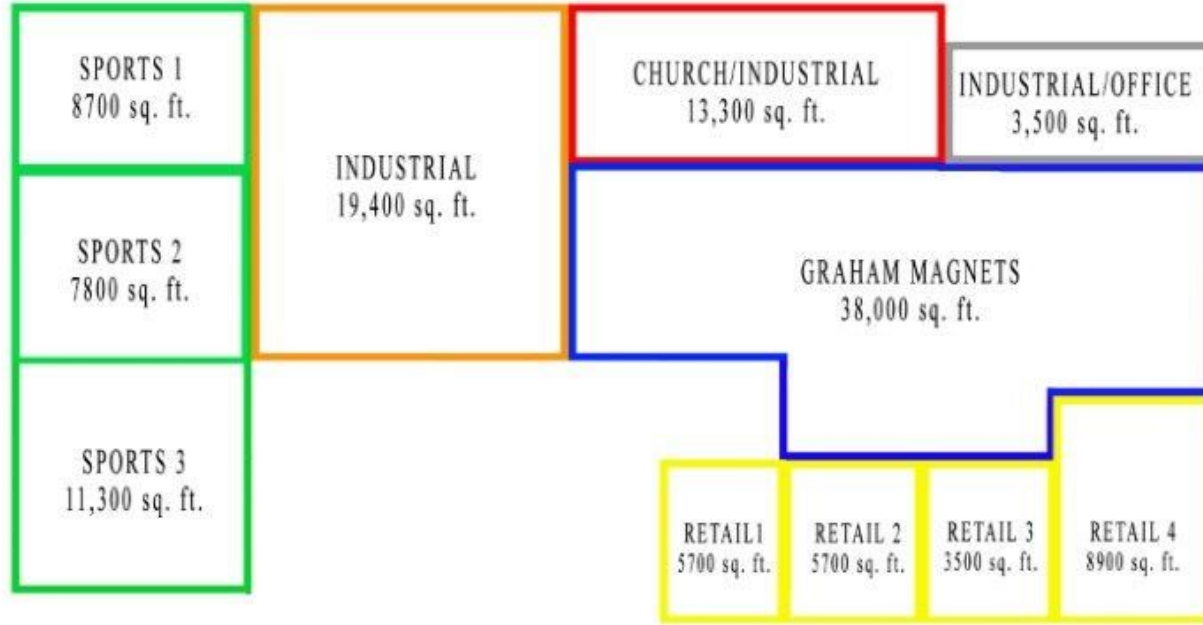 SPORTS 1
8700 sq. ft.
INDUSTRIAL
19,400 sq. ft.
CHURCH/INDUSTRIAL
13,300 sq. ft.
INDUSTRIAL/OFFICE
3,500 sq. ft.
SPORTS 2
7800 sq. ft.
GRAHAM MAGNETS
38,000 sq. ft.
SPORTS 3
11,300 sq. ft.
RETAIL1
5700 sq. ft.
RETAIL 2
5700 sq. ft.
RETAIL 3
3500 sq. ft.
RETAIL 4
8900 sq. ft.